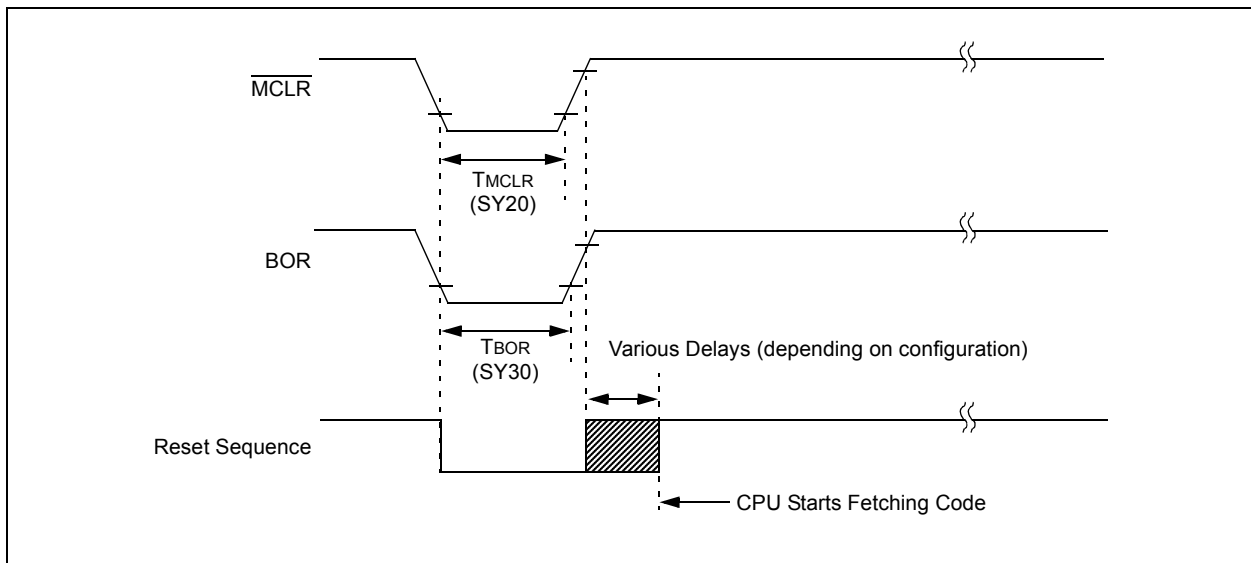 MCLR
TMCLR
(SY20)
BOR
TBOR
(SY30)
Various Delays (depending on configuration)
Reset Sequence
CPU Starts Fetching Code